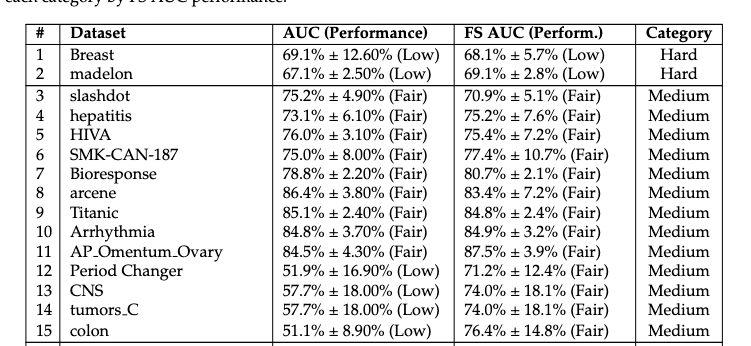 each category by FS AUC performance.
# Dataset AUC (Performance) FS AUC (Perform.) Category
1 Breast 69.1% ± 12.60% (Low) 68.1% ± 5.7% (Low) Hard
2 madelon 67.1% ± 2.50% (Low) 69.1% ± 2.8% (Low) Hard
3 slashdot 75.2% ± 4.90% (Fair) 70.9% ± 5.1% (Fair) Medium
4 hepatitis 73.1% ± 6.10% (Fair) 75.2% ± 7.6% (Fair) Medium
5 HIVA 76.0% ± 3.10% (Fair) 75.4% ± 7.2% (Fair) Medium
6 SMK-CAN-187 75.0% ± 8.00% (Fair) 77.4% ± 10.7% (Fair) Medium
7 Bioresponse 78.8% ± 2.20% (Fair) 80.7% ± 2.1% (Fair) Medium
8 arcene 86.4% ± 3.80% (Fair) 83.4% ± 7.2% (Fair) Medium
9 Titanic 85.1% ± 2.40% (Fair) 84.8% ± 2.4% (Fair) Medium
10 Arrhythmia 84.8% ± 3.70% (Fair) 84.9% ± 3.2% (Fair) Medium
11 AP_Omentum_Ovary 84.5% ± 4.30% (Fair) 87.5% ± 3.9% (Fair) Medium
12 Period Changer 51.9% ± 16.90% (Low) 71.2% ± 12.4% (Fair) Medium
13 CNS 57.7% ± 18.00% (Low) 74.0% ± 18.1% (Fair) Medium
14 tumors_C 57.7% ± 18.00% (Low) 74.0% ± 18.1% (Fair) Medium
15 colon 51.1% ± 8.90% (Low) 76.4% ± 14.8% (Fair) Medium